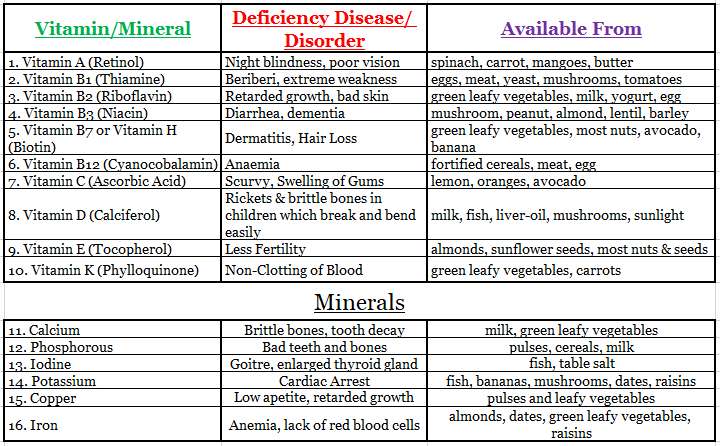 Vitamin/Mineral Deficiency Disease/ Disorder Available From
1. Vitamin A (Retinol) Night blindness, poor vision spinach, carrot, mangoes, butter
2. Vitamin B1 (Thiamine) Beriberi, extreme weakness eggs, meat, yeast, mushrooms, tomatoes
3. Vitamin B2 (Riboflavin) Retarded growth, bad skin green leafy vegetables, milk, yogurt, egg
4. Vitamin B3 (Niacin) Diarrhea, dementia mushroom, peanut, almond, lentil, barley
5. Vitamin B7 or Vitamin H
(Biotin) Dermatitis, Hair Loss green leafy vegetables, most nuts, avocado,
banana
6. Vitamin B12 (Cyanocobalamin) Anaemia fortified cereals, meat, egg
7. Vitamin C (Ascorbic Acid) Scurvy, Swelling of Gums lemon, oranges, avocado
8. Vitamin D (Calciferol) Rickets & brittle bones in
children which break and bend
easily milk, fish, liver-oil, mushrooms, sunlight
9. Vitamin E (Tocopherol) Less Fertility almonds, sunflower seeds, most nuts & seeds
10. Vitamin K (Phylloquinone) Non-Clotting of Blood green leafy vegetables, carrots
Minerals
11. Calcium Brittle bones, tooth decay milk, green leafy vegetables
12. Phosphorous Bad teeth and bones pulses, cereals, milk
13. Iodine Goitre, enlarged thyroid gland fish, table salt
14. Potassium Cardiac Arrest fish, bananas, mushrooms, dates, raisins
15. Copper Low apetite, retarded growth pulses and leafy vegetables
16. Iron Anemia, lack of red blood cells almonds, dates, green leafy vegetables,
raisins